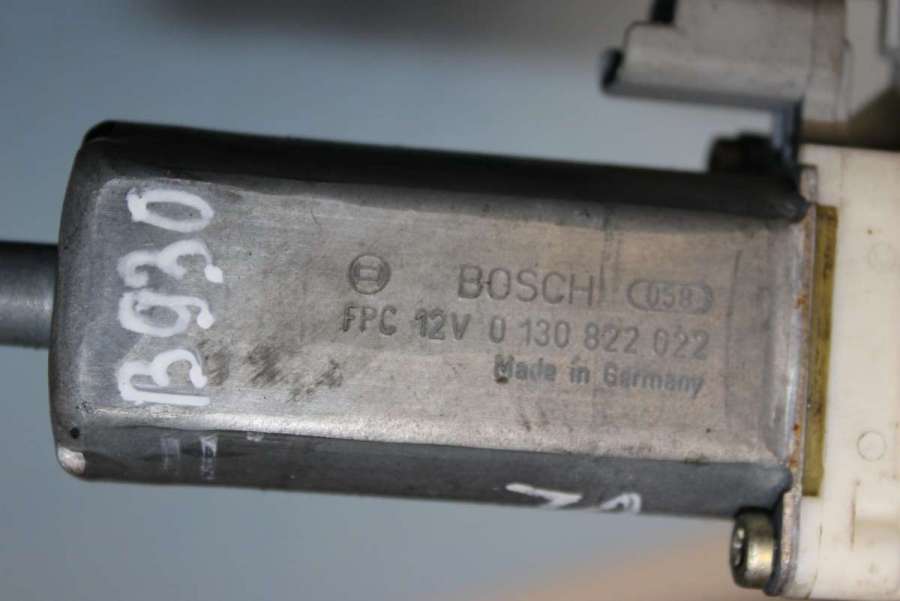 B930
BOSCH 058
FPC 12V 0 130 822 022
Made in Germany